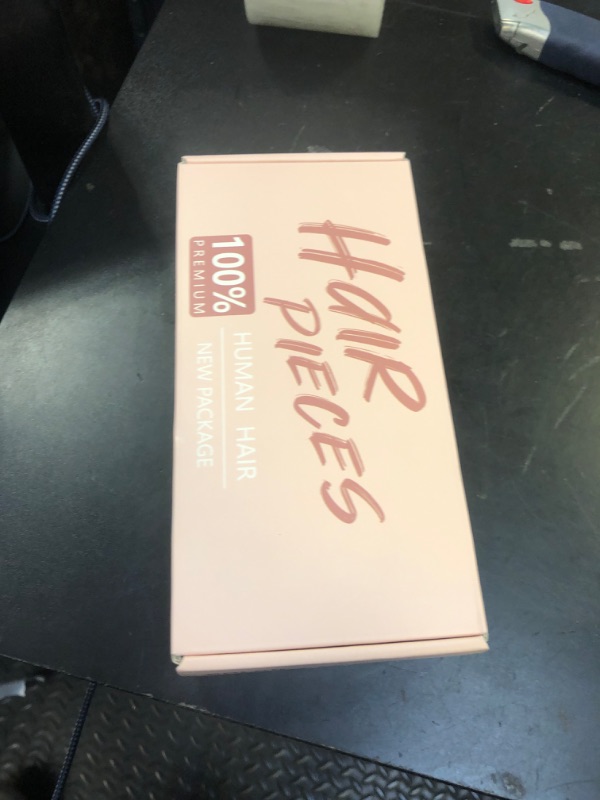 HAIR
PIECES
100%
PREMIUM
HUMAN HAIR
NEW PACKAGE